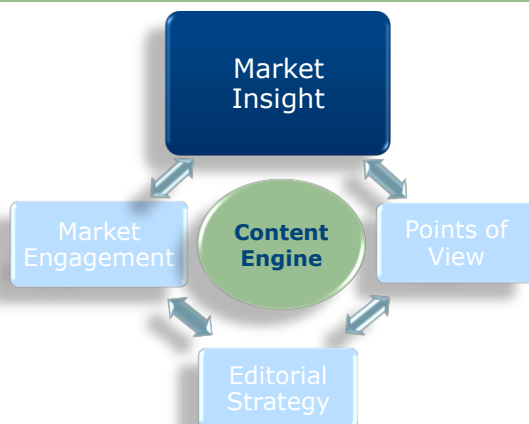 Market
Insight
Market
Engagement
Content
Engine
Points of
View
Editorial
Strategy